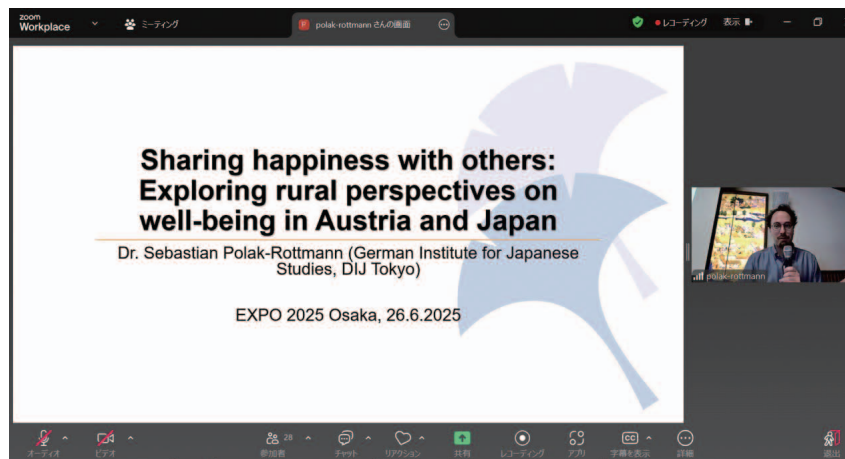 zoom
Workplace
ミーティング
P polak-rottmann さんの画面
レコーディング 表示
Sharing happiness with others:
Exploring rural perspectives on
well-being in Austria and Japan
Dr. Sebastian Polak-Rottmann (German Institute for Japanese
Studies, DIJ Tokyo)
EXPO 2025 Osaka, 26.6.2025
polak-rottmann
28
CC
オーディオ ビデオ 参加者 チャット リアクション 共有 レコーディング アプリ 字幕を表示 詳細 退出